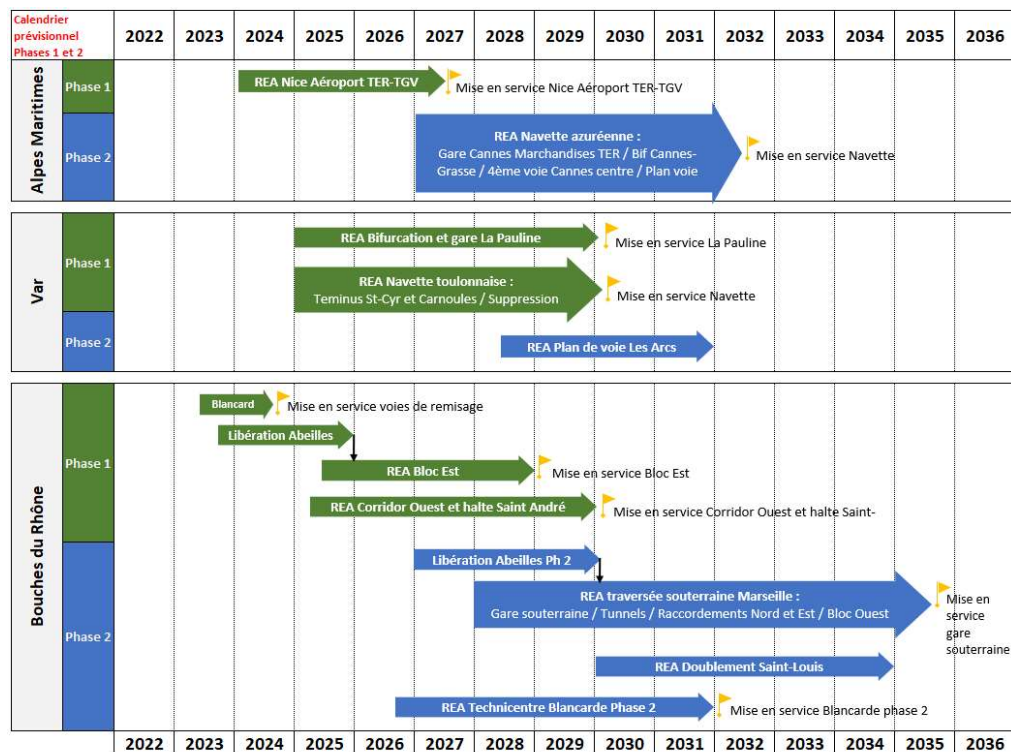 Calendrier
prévisionnel
Phases 1 et 2
2022 2023 2024 2025 2026 2027 2028 2029 2030 2031 2032 2033 2034 2035 2036
Alpes Maritimes
Phase 1
REA Nice Aéroport TER-TGV
Mise en service Nice Aéroport TER-TGV
Phase 2
REA Navette azuréenne :
Gare Cannes Marchandises TER / Bif Cannes-
Grasse / 4ème voie Cannes centre / Plan voie
Mise en service Navette
Var
Phase 1
REA Bifurcation et gare La Pauline
Mise en service La Pauline
REA Navette toulonnaise :
Teminus St-Cyr et Carnoules / Suppression
Mise en service Navette
Phase 2
REA Plan de voie Les Arcs
Bouches du Rhône
Phase 1
Blancard
Mise en service voies de remisage
Libération Abeilles
REA Bloc Est
Mise en service Bloc Est
REA Corridor Ouest et halte Saint André
Mise en service Corridor Ouest et halte Saint-
Phase 2
Libération Abeilles Ph 2
REA traversée souterraine Marseille :
Gare souterraine / Tunnels / Raccordements Nord et Est / Bloc Ouest
Mise en
service
gare
souterraine
REA Doublement Saint-Louis
REA Technicentre Blancarde Phase 2
Mise en service Blancarde phase 2
2022 2023 2024 2025 2026 2027 2028 2029 2030 2031 2032 2033 2034 2035 2036